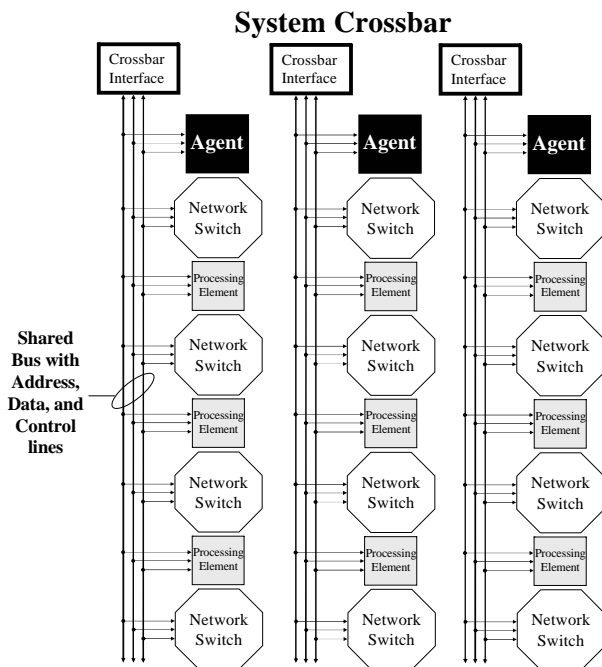 System Crossbar
Crossbar
Interface
Crossbar
Interface
Crossbar
Interface
Agent
Agent
Agent
Network
Switch
Network
Switch
Network
Switch
Processing
Element
Processing
Element
Processing
Element
Shared
Bus with
Address,
Data, and
Control
lines
Network
Switch
Network
Switch
Network
Switch
Processing
Element
Processing
Element
Processing
Element
Network
Switch
Network
Switch
Network
Switch
Processing
Element
Processing
Element
Processing
Element
Network
Switch
Network
Switch
Network
Switch